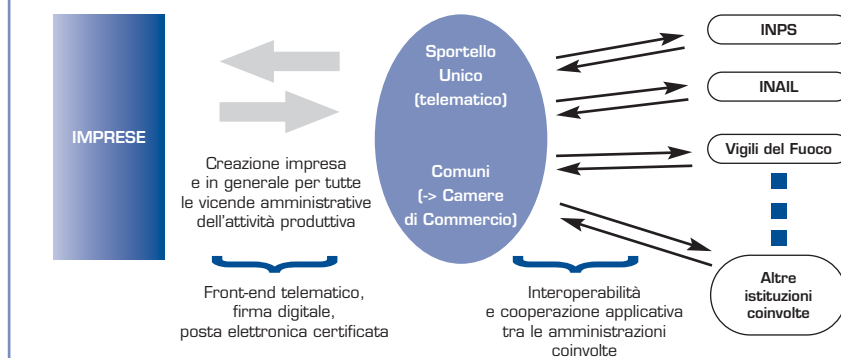 IMPRESE
Creazione impresa
e in generale per tutte
le vicende amministrative
dell'attività produttiva
Front-end telematico,
firma digitale,
posta elettronica certificata
Sportello
Unico
(telematico)
Comuni
(-> Camere
di Commercio)
Interoperabilità
e cooperazione applicativa
tra le amministrazioni
coinvolte
INPS
INAIL
Vigili del Fuoco
Altre
istituzioni
coinvolte